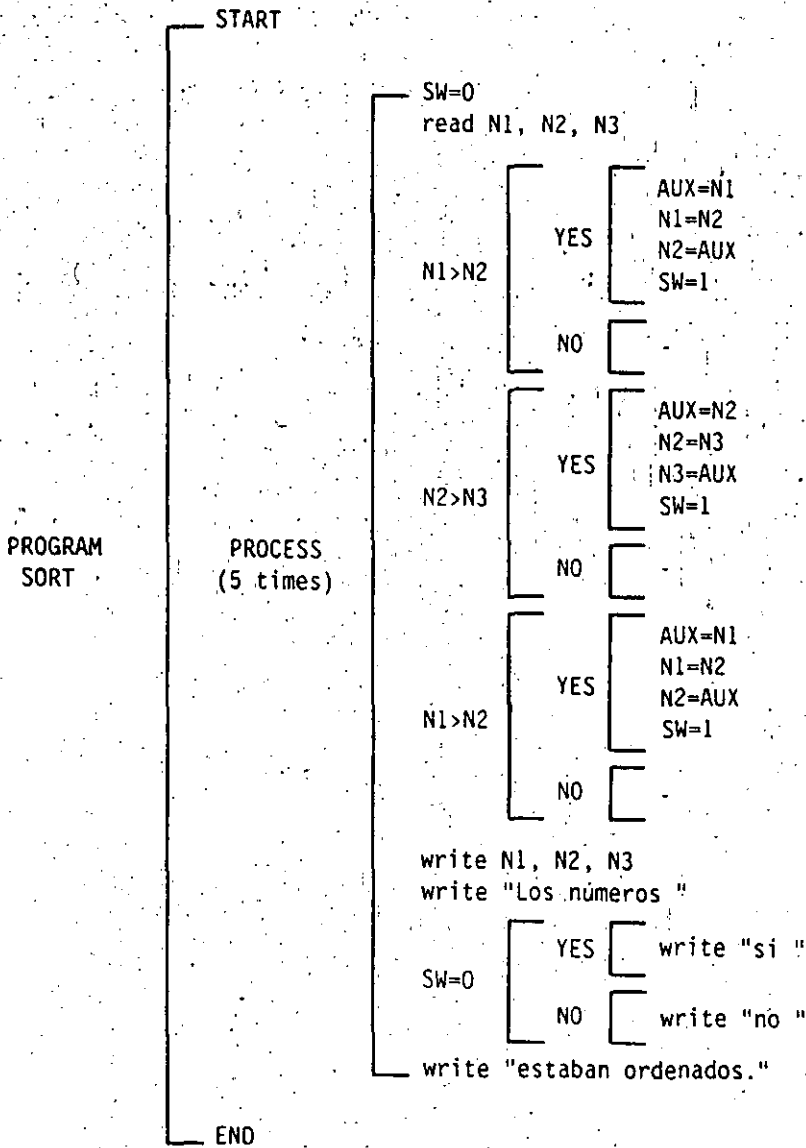 START
SW=0
read N1, N2, N3
N1>N2
YES
AUX=N1
N1=N2
N2=AUX
SW=1
NO
-
N2>N3
YES
AUX=N2
N2=N3
N3=AUX
SW=1
NO
-
PROGRAM
SORT
PROCESS
(5 times)
N1>N2
YES
AUX=N1
N1=N2
N2=AUX
SW=1
NO
-
write N1, N2, N3
write "Los números "
SW=0
YES
write "si "
NO
write "no "
write "estaban ordenados."
END